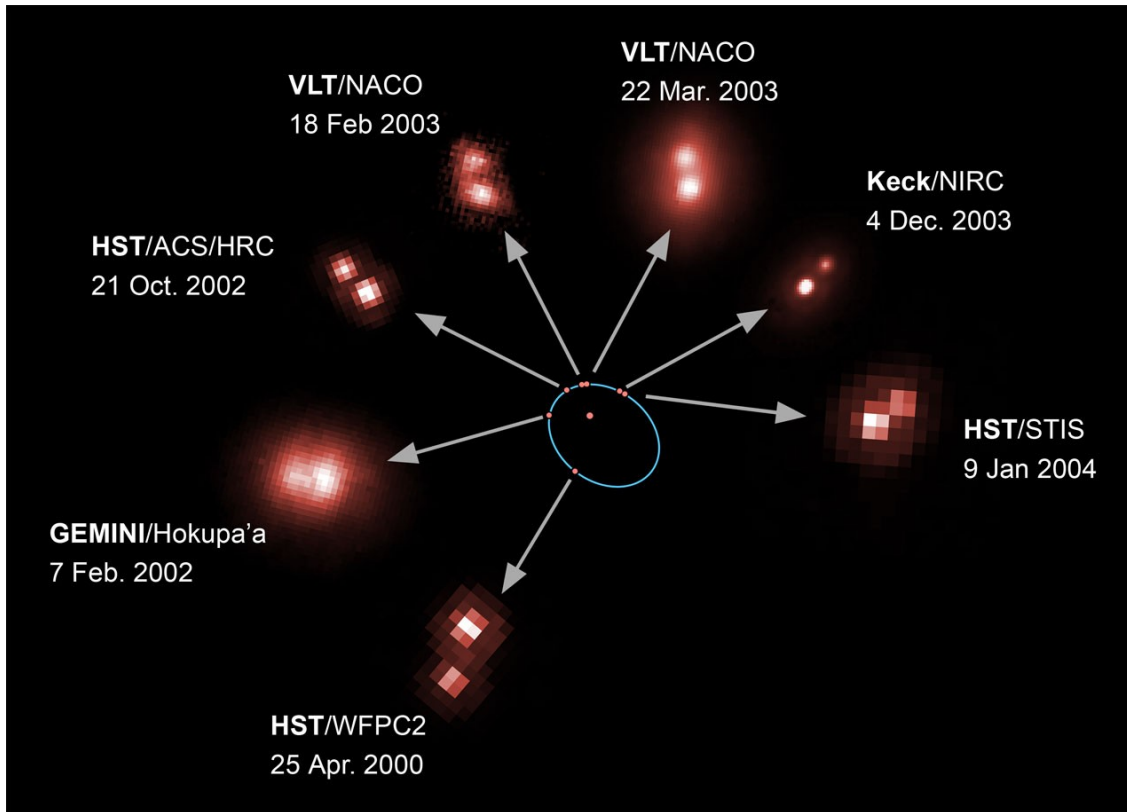 VLT/NACO
22 Mar. 2003
VLT/NACO
18 Feb 2003
Keck/NIRC
4 Dec. 2003
HST/ACS/HRC
21 Oct. 2002
HST/STIS
9 Jan 2004
GEMINI/Hokupa’a
7 Feb. 2002
HST/WFPC2
25 Apr. 2000